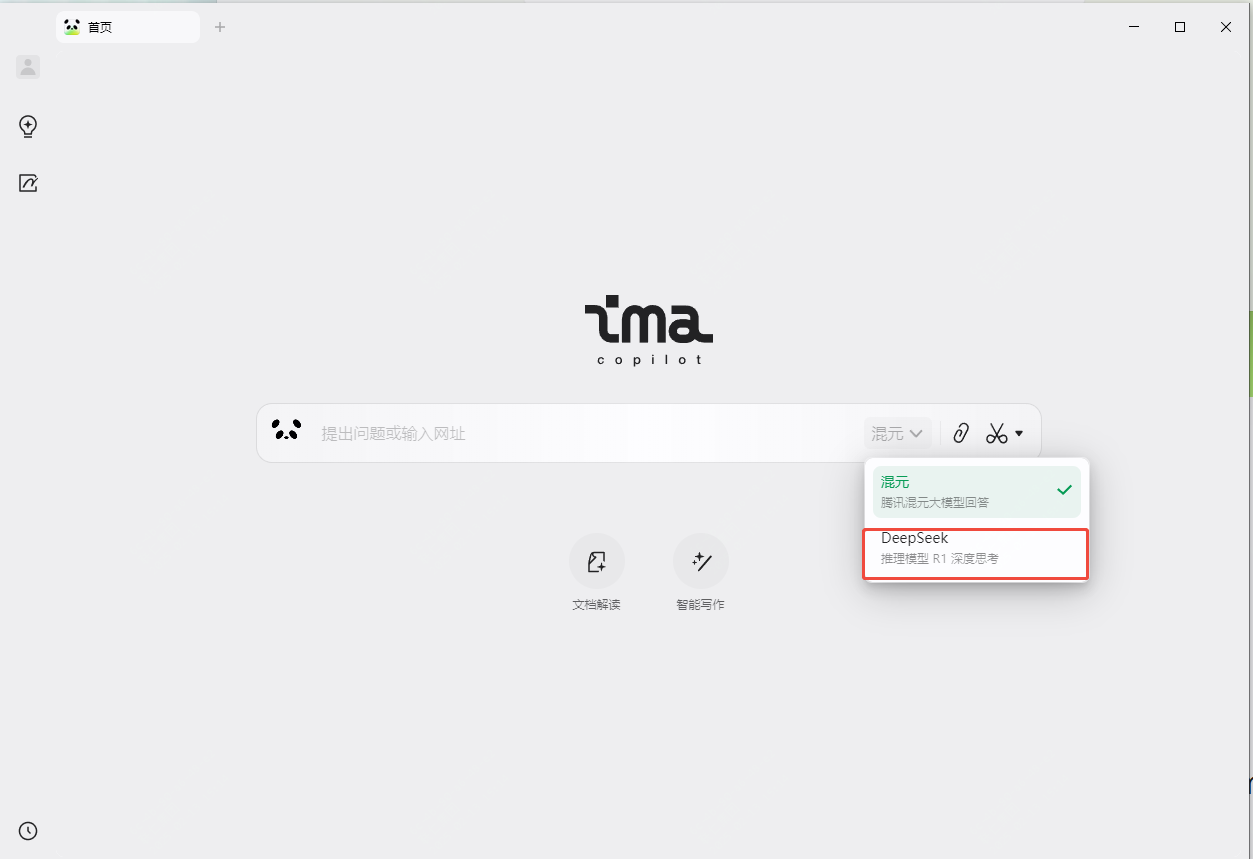 首页
ima
copilot
提出问题或输入网址
混元
混元
腾讯混元大模型回答
DeepSeek
推理模型 R1 深度思考
文档解读
智能写作